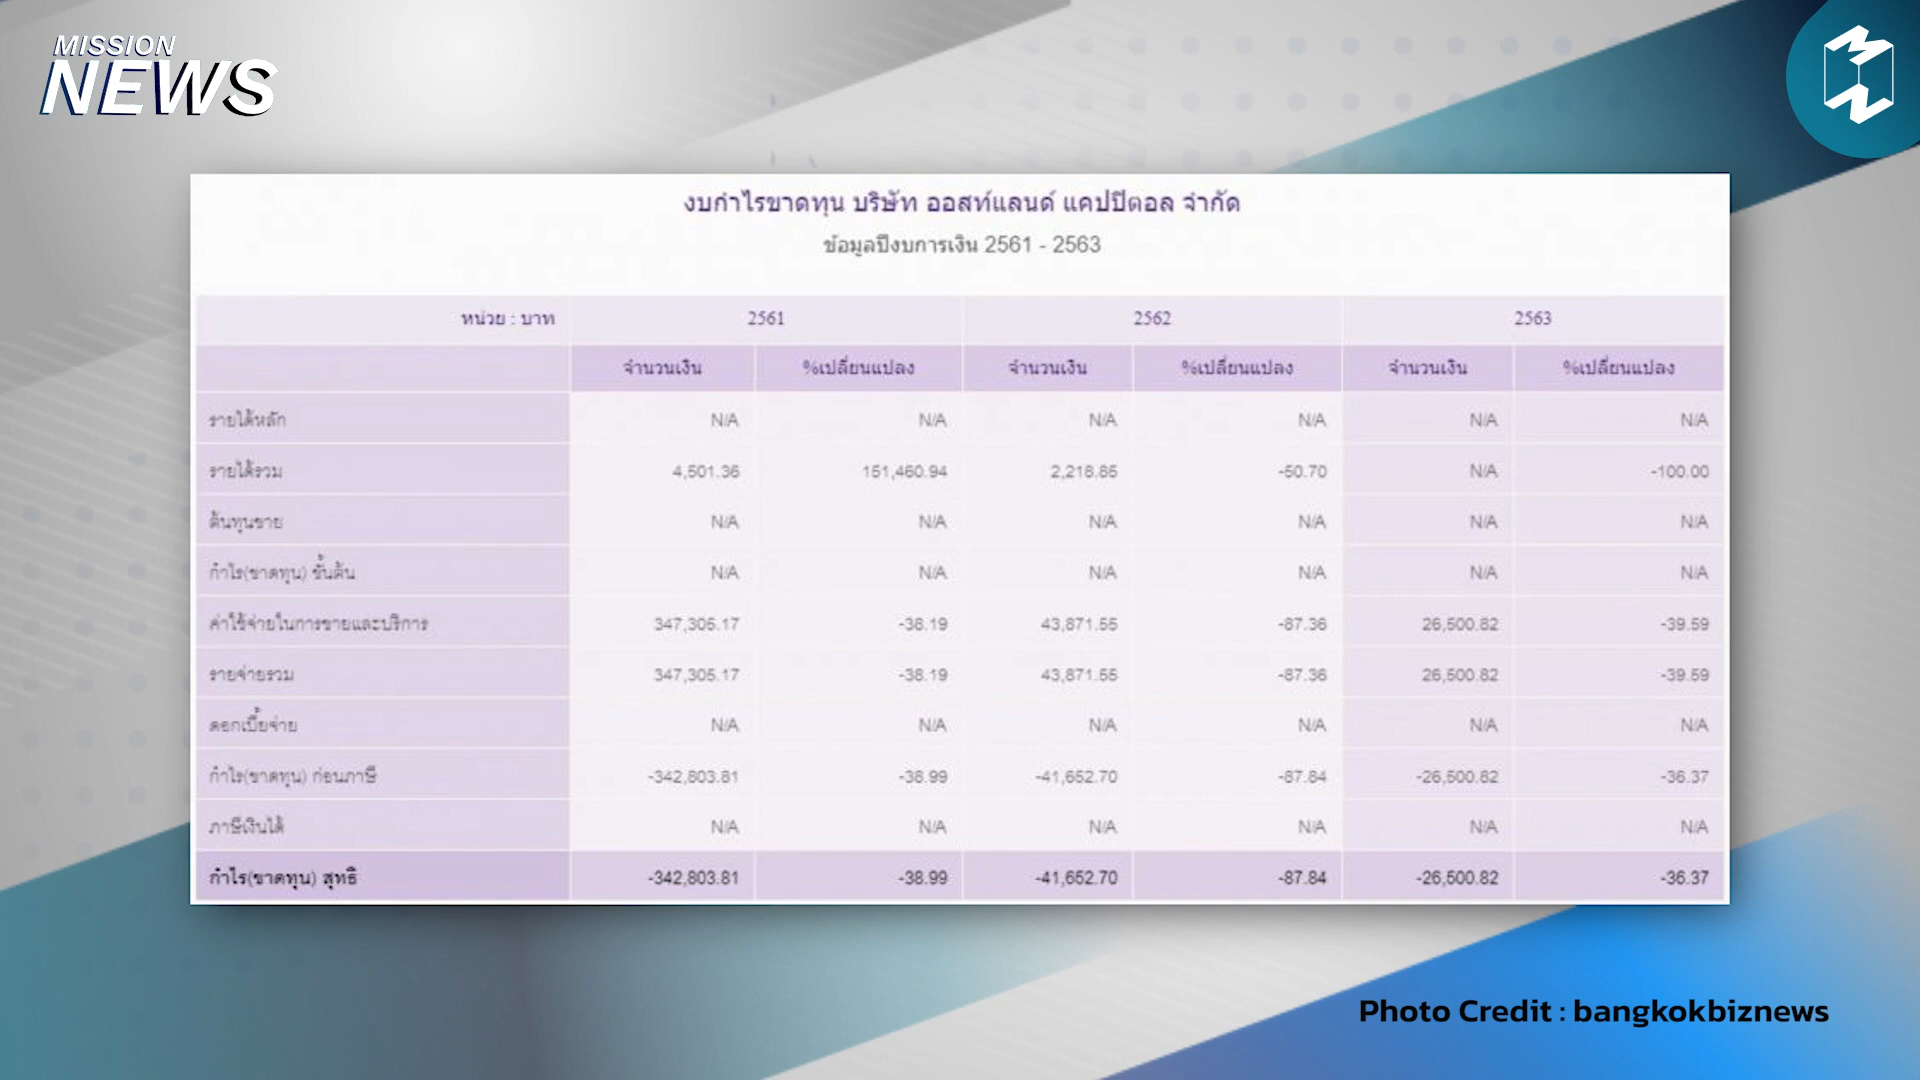 MISSION
NEWS
งบกำไรขาดทุน บริษัท ออสท์แลนด์ แคปปิตอล จำกัด
ข้อมูลปีงบการเงิน 2561 - 2563
หน่วย : บาท 2561 2562 2563
จำนวนเงิน %เปลี่ยนแปลง จำนวนเงิน %เปลี่ยนแปลง จำนวนเงิน %เปลี่ยนแปลง
รายได้หลัก N/A N/A N/A N/A N/A N/A
รายได้รวม 4,501.36 151,460.94 2,218.85 -50.70 N/A -100.00
ต้นทุนขาย N/A N/A N/A N/A N/A N/A
กำไร(ขาดทุน) ขั้นต้น N/A N/A N/A N/A N/A N/A
ค่าใช้จ่ายในการขายและบริการ 347,305.17 -38.19 43,871.55 -87.36 26,500.82 -39.59
รายจ่ายรวม 347,305.17 -38.19 43,871.55 -87.36 26,500.82 -39.59
ดอกเบี้ยจ่าย N/A N/A N/A N/A N/A N/A
กำไร(ขาดทุน) ก่อนภาษี -342,803.81 -38.99 -41,652.70 -87.84 -26,500.82 -36.37
ภาษีเงินได้ N/A N/A N/A N/A N/A N/A
กำไร(ขาดทุน) สุทธิ -342,803.81 -38.99 -41,652.70 -87.84 -26,500.82 -36.37
Photo Credit : bangkokbiznews